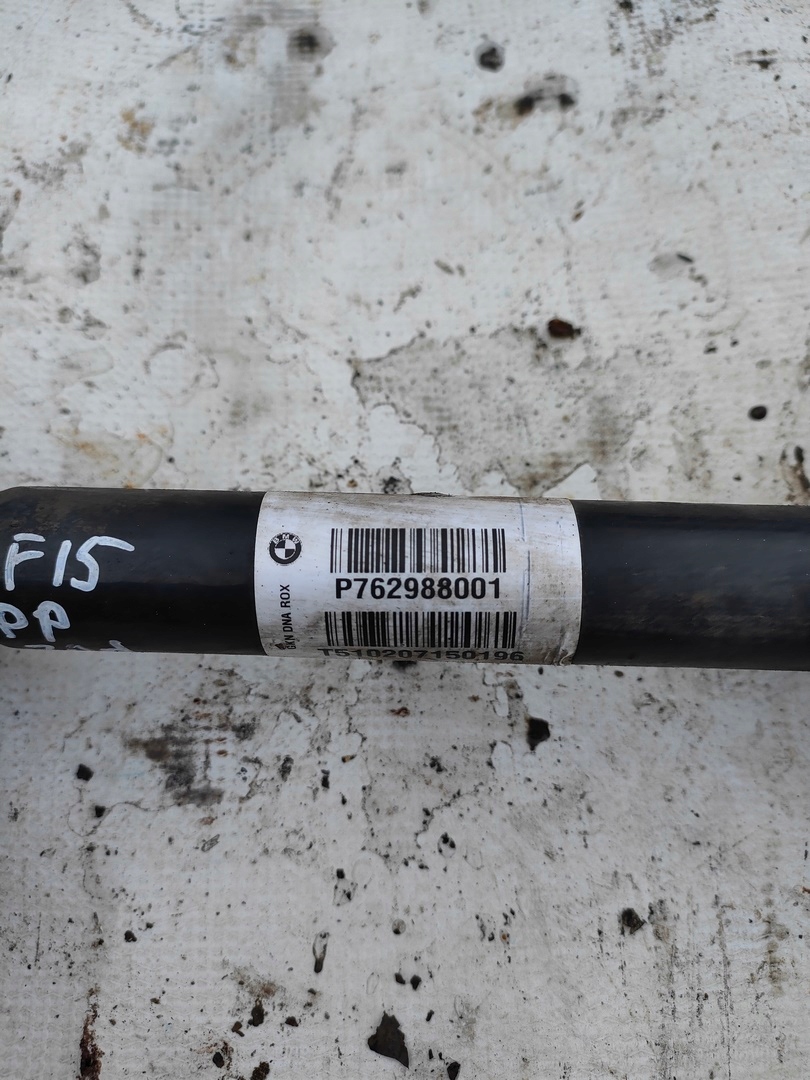 F15
PP
BMW
P762988001
GKN DNA ROX
T510207150196